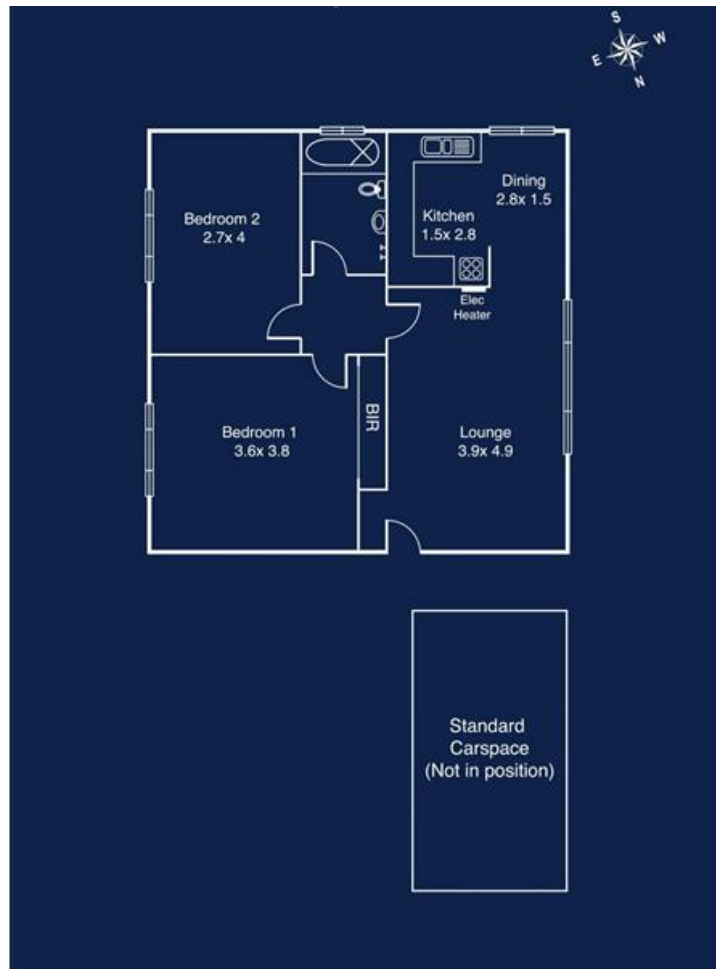 S
W
E
N
Dining
2.8x 1.5
Bedroom 2
2.7x 4
Kitchen
1.5x 2.8
Elec
Heater
BIR
Bedroom 1
3.6x 3.8
Lounge
3.9x 4.9
Standard
Carspace
(Not in position)